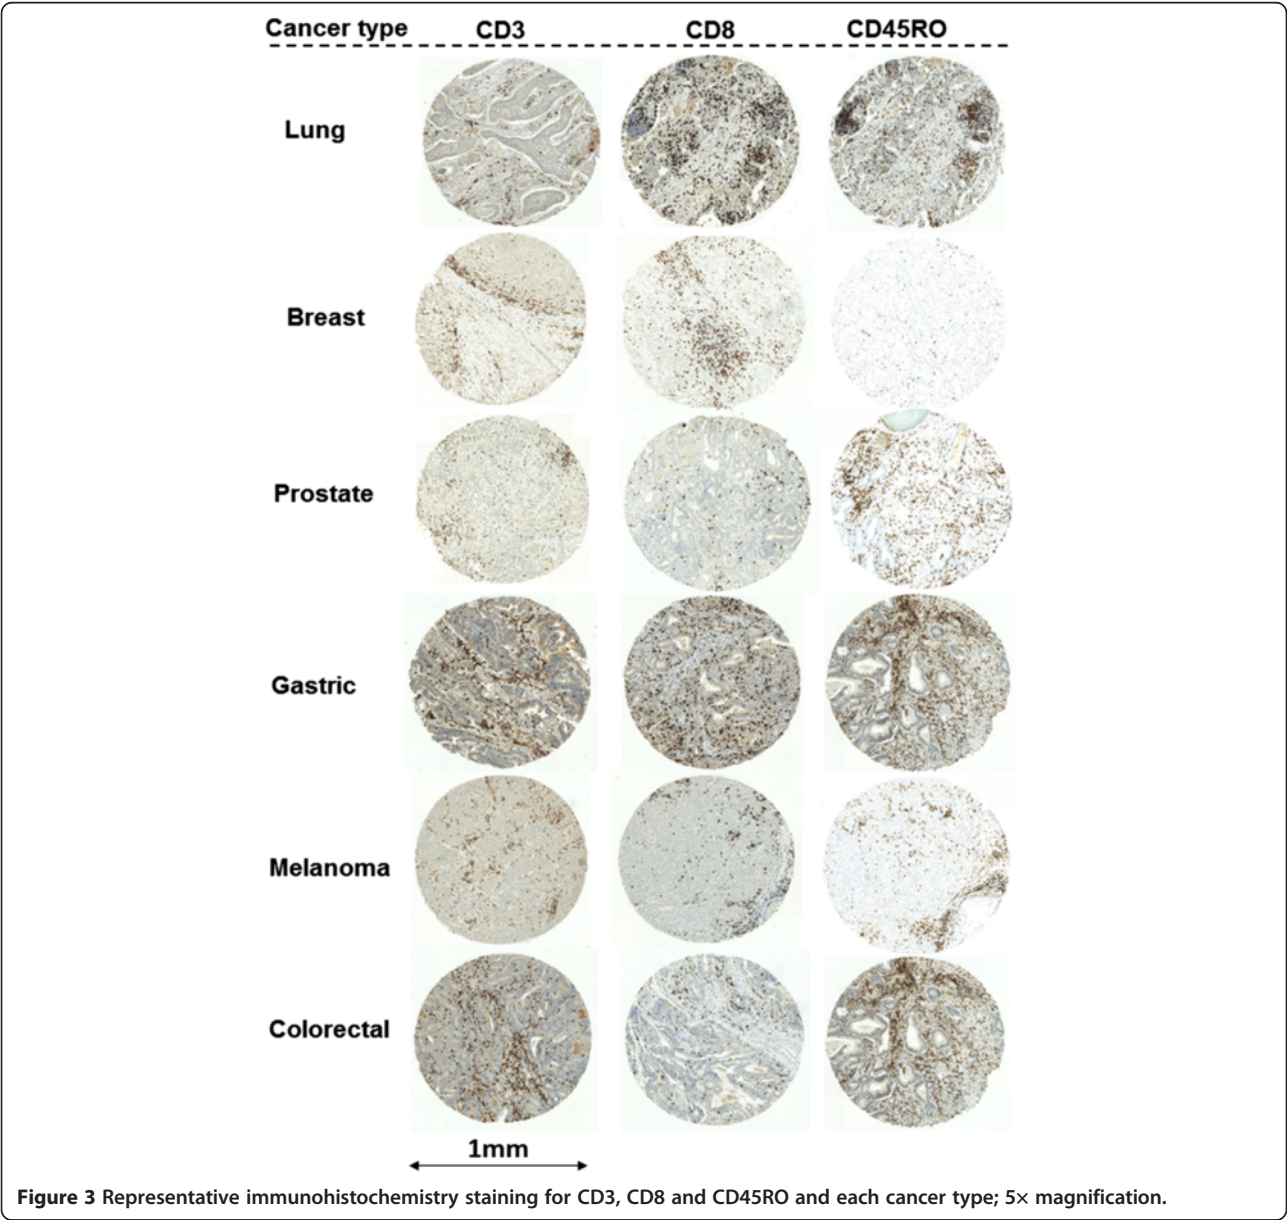 Cancer type CD3 CD8 CD45RO
Lung
Breast
Prostate
Gastric
Melanoma
Colorectal
1mm
Figure 3 Representative immunohistochemistry staining for CD3, CD8 and CD45RO and each cancer type; 5× magnification.